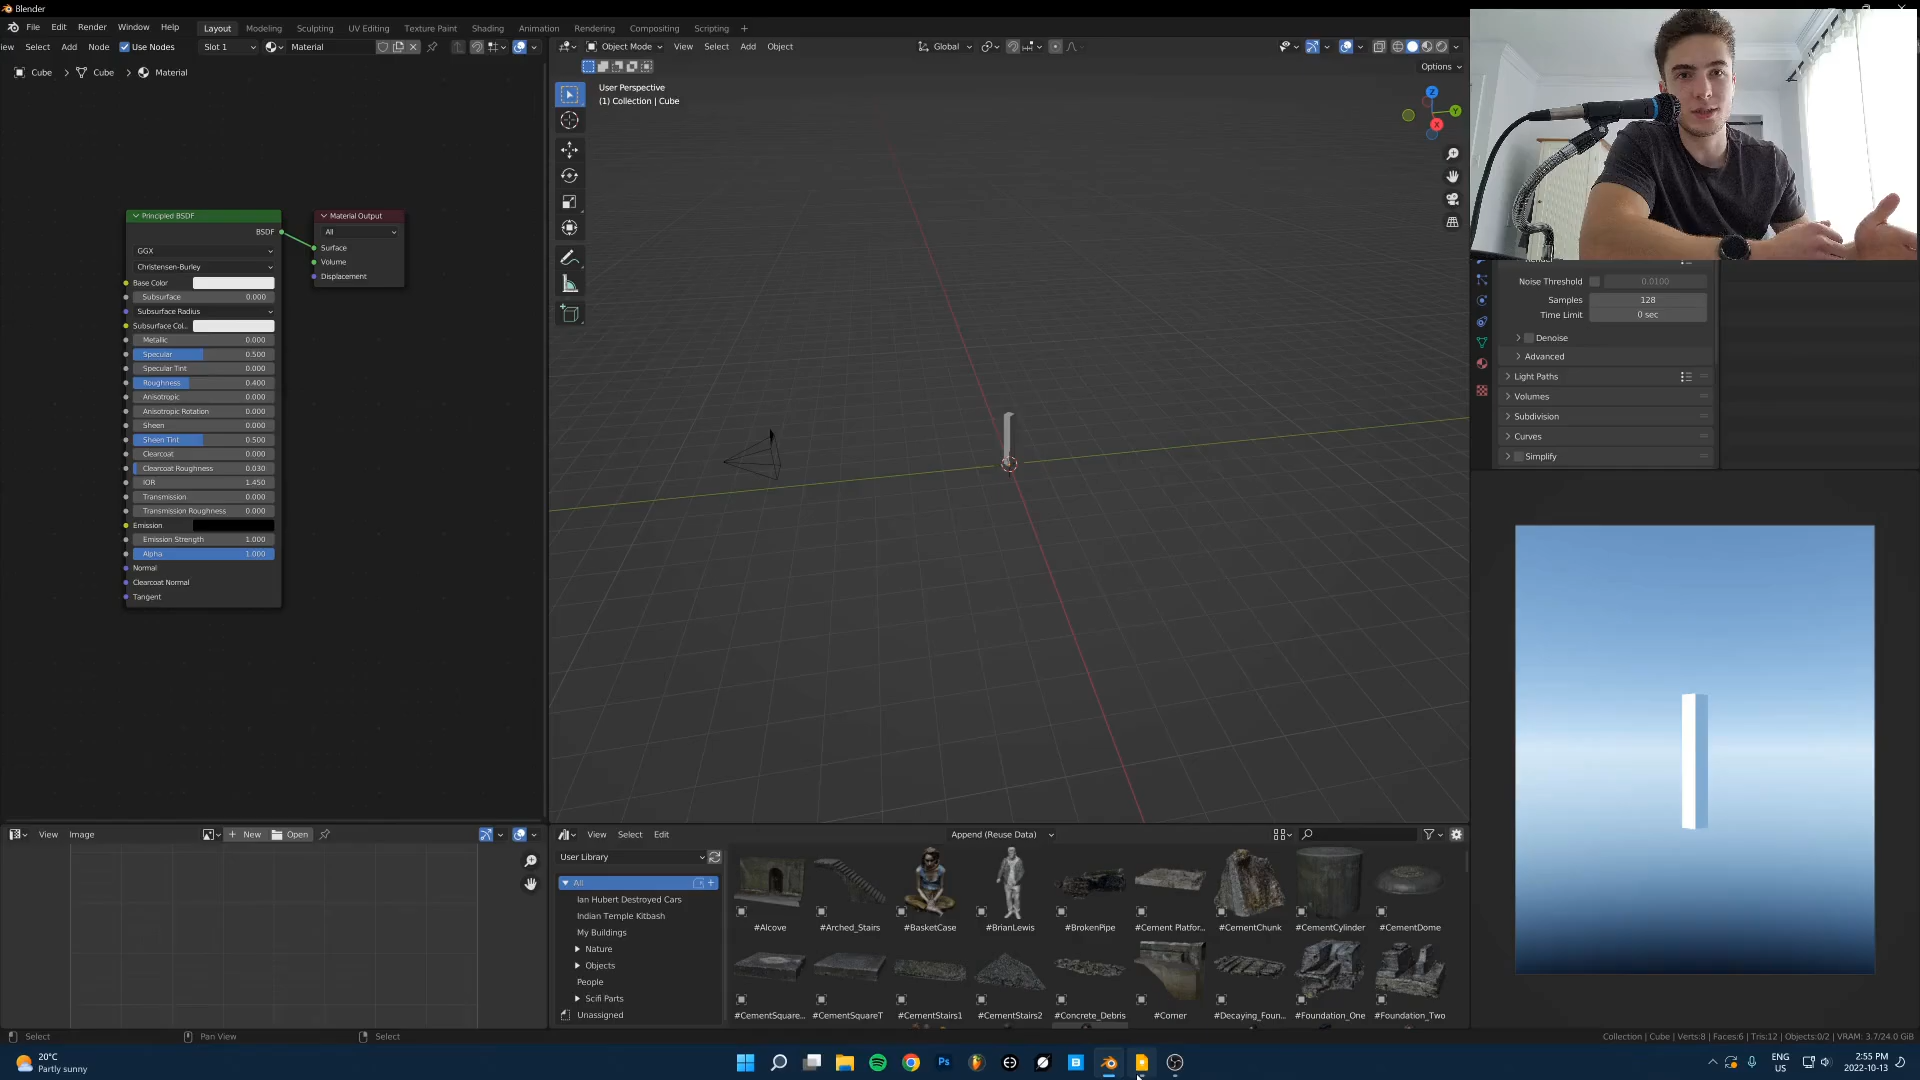 Blender
File Edit Render Window Help Layout Modeling Sculpting UV Editing Texture Paint Shading Animation Rendering Compositing Scripting +
iew Select Add Node Use Nodes Slot 1 Material
Object Mode View Select Add Object Global
Options
Cube > Cube > Material
User Perspective
(1) Collection | Cube
Z
Y
X
Principled BSDF
BSDF
GGX
Christensen-Burley
Base Color
Subsurface 0.000
Subsurface Radius
Subsurface Col...
Metallic 0.000
Specular 0.500
Specular Tint 0.000
Roughness 0.400
Anisotropic 0.000
Anisotropic Rotation 0.000
Sheen 0.000
Sheen Tint 0.500
Clearcoat 0.000
Clearcoat Roughness 0.030
IOR 1.450
Transmission 0.000
Transmission Roughness 0.000
Emission
Emission Strength 1.000
Alpha 1.000
Normal
Clearcoat Normal
Tangent
Material Output
All
Surface
Volume
Displacement
Noise Threshold 0.0100
Samples 128
Time Limit 0 sec
Denoise
Advanced
Light Paths
Volumes
Subdivision
Curves
Simplify
View Image New Open
View Select Edit Append (Reuse Data)
User Library
All
Ian Hubert Destroyed Cars
Indian Temple Kitbash
My Buildings
Nature
Objects
People
Scifi Parts
Unassigned
#Alcove #Arched_Stairs #BasketCase #BrianLewis #BrokenPipe #Cement Platfor... #CementChunk #CementCylinder #CementDome
#CementSquare... #CementSquareT #CementStairs1 #CementStairs2 #Concrete_Debris #Corner #Decaying_Foun... #Foundation_One #Foundation_Two
Select Pan View Select
Collection | Cube | Verts:8 | Faces:6 | Tris:12 | Objects:0/2 | VRAM: 3.7/24.0 GiB
20°C
Partly sunny
Ps
B
ENG
US
2:55 PM
2022-10-13